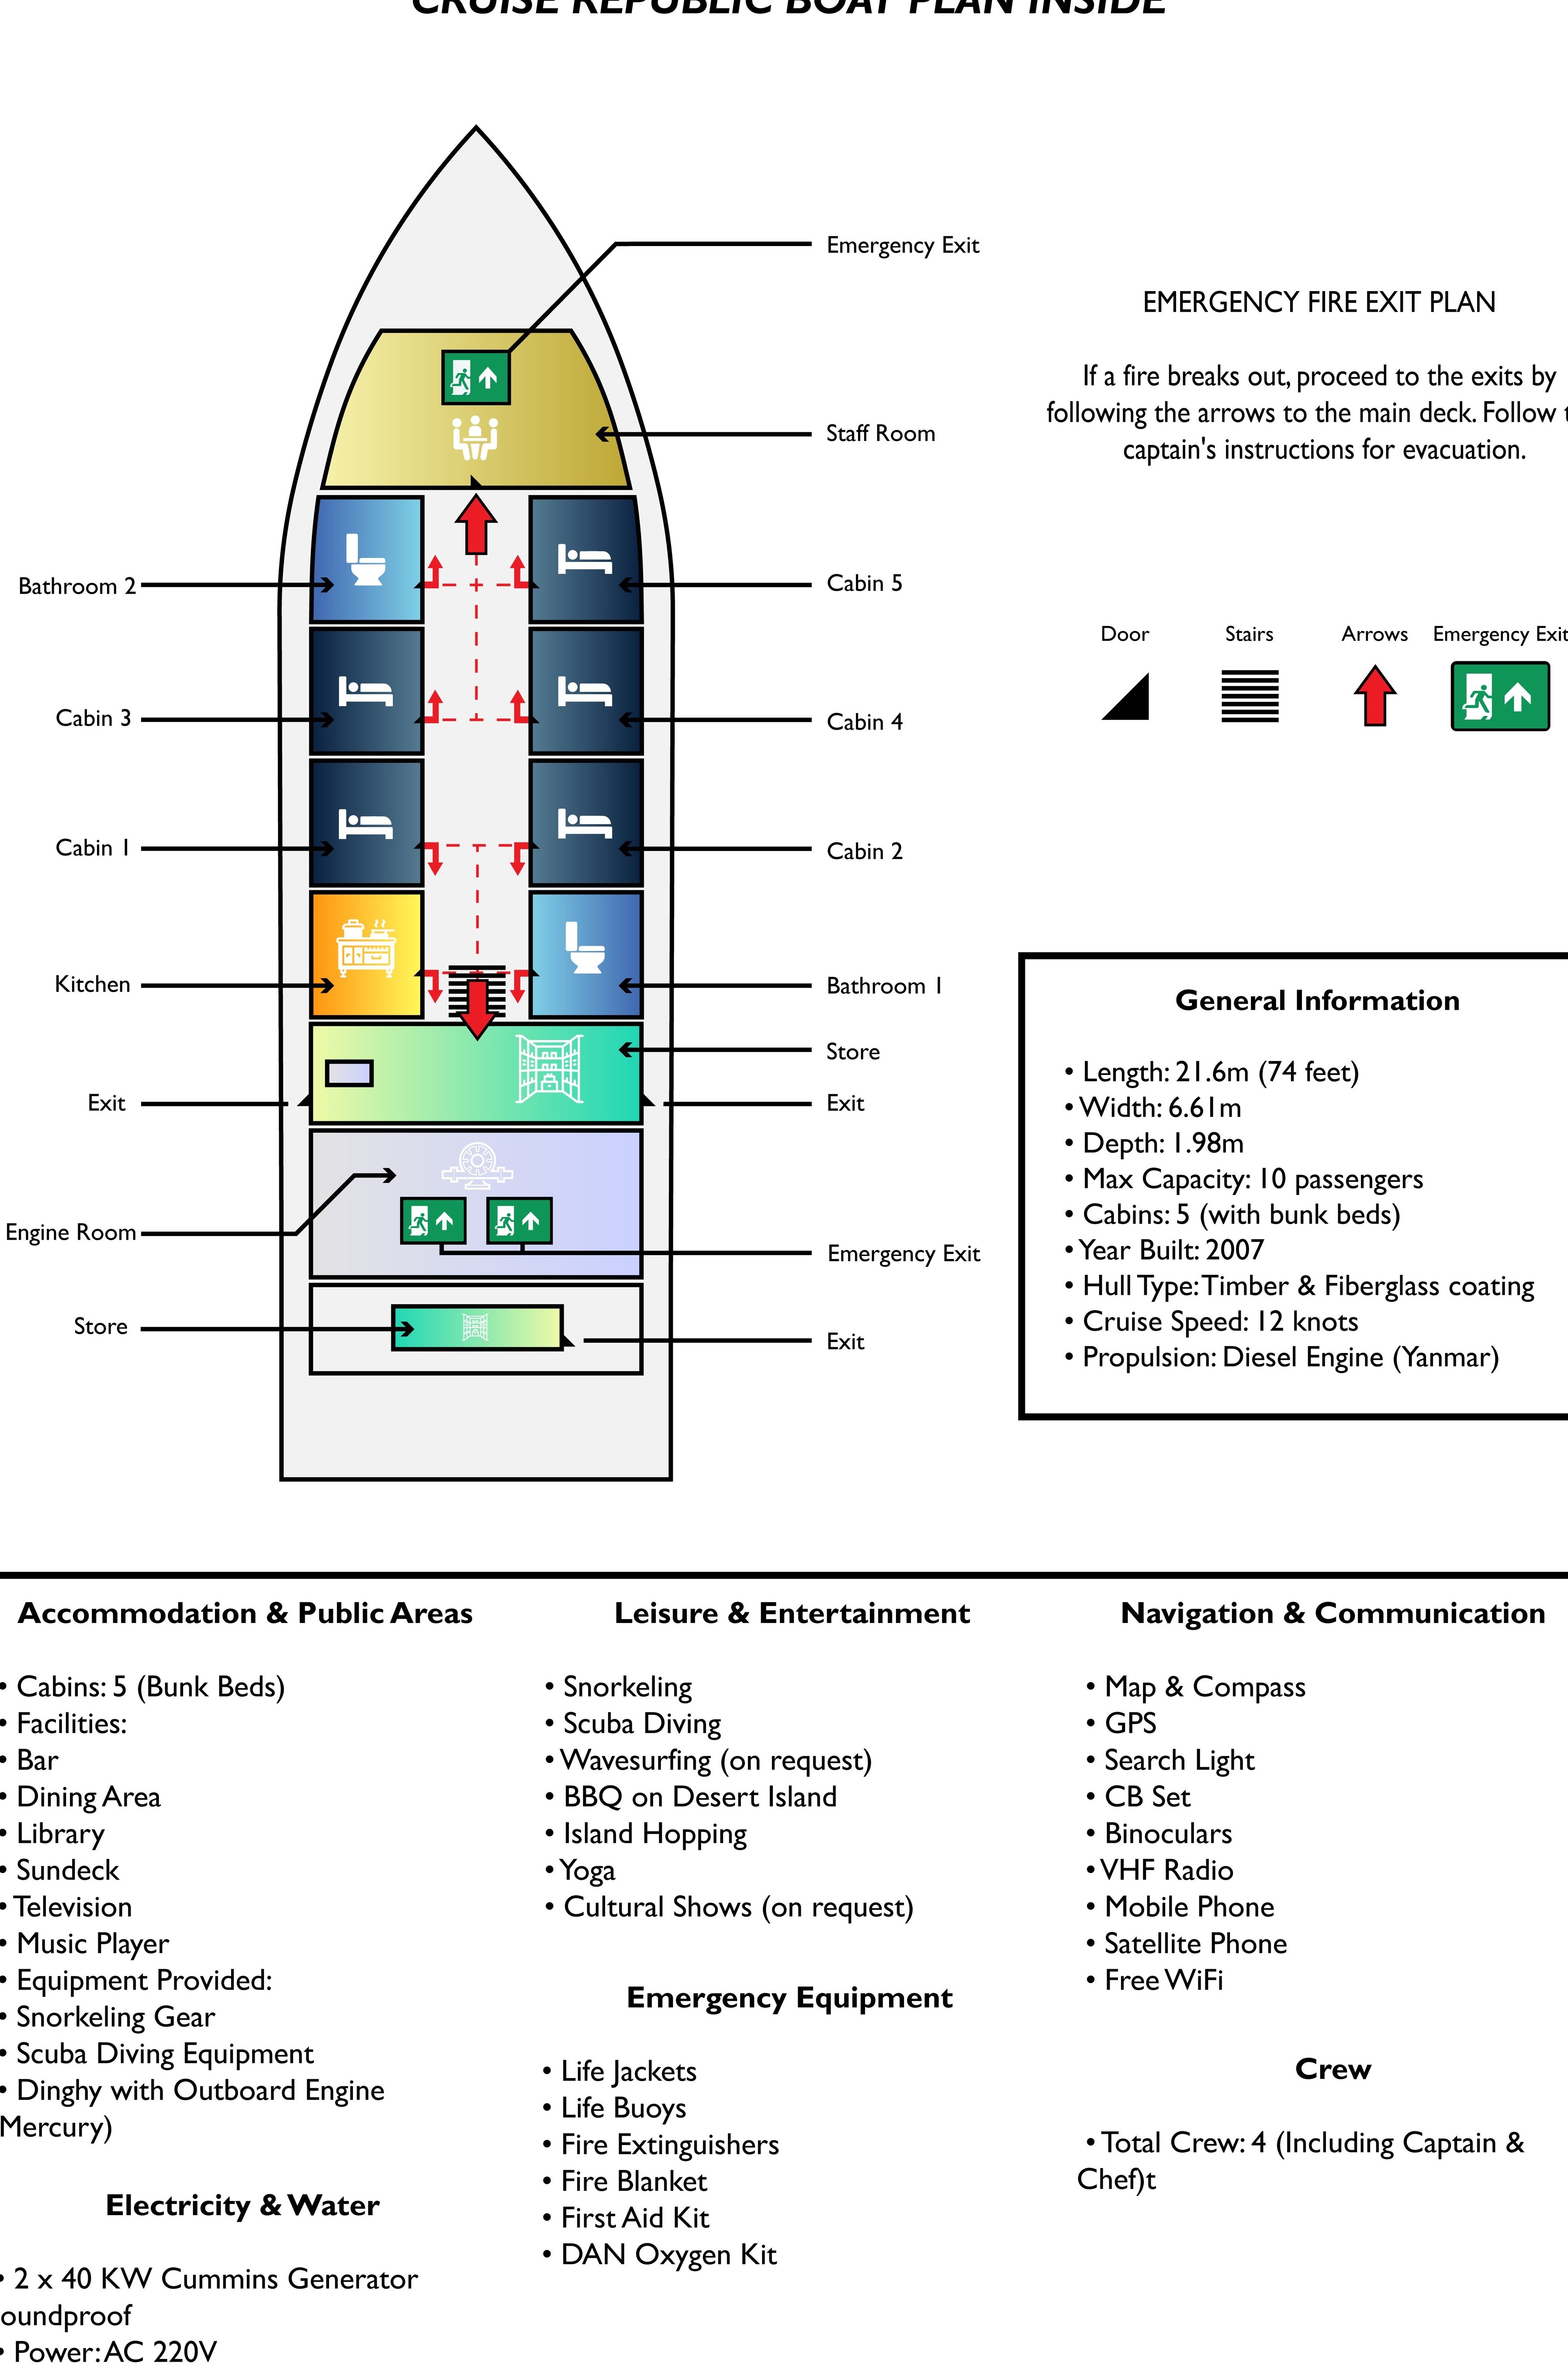 CRUISE REPUBLIC BOAT PLAN INSIDE
Emergency Exit
Staff Room
Bathroom 2
Cabin 5
Cabin 3
Cabin 4
Cabin 1
Cabin 2
Kitchen
Bathroom 1
Store
Exit
Exit
Engine Room
Emergency Exit
Store
Exit
EMERGENCY FIRE EXIT PLAN
If a fire breaks out, proceed to the exits by
following the arrows to the main deck. Follow
captain's instructions for evacuation.
Door
Stairs
Arrows
Emergency Exit
General Information
• Length: 21.6m (74 feet)
• Width: 6.61m
• Depth: 1.98m
• Max Capacity: 10 passengers
• Cabins: 5 (with bunk beds)
• Year Built: 2007
• Hull Type: Timber & Fiberglass coating
• Cruise Speed: 12 knots
• Propulsion: Diesel Engine (Yanmar)
Accommodation & Public Areas
• Cabins: 5 (Bunk Beds)
• Facilities:
• Bar
• Dining Area
• Library
• Sundeck
• Television
• Music Player
• Equipment Provided:
• Snorkeling Gear
• Scuba Diving Equipment
• Dinghy with Outboard Engine
Mercury)
Electricity & Water
• 2 x 40 KW Cummins Generator
oundproof
• Power: AC 220V
Leisure & Entertainment
• Snorkeling
• Scuba Diving
• Wavesurfing (on request)
• BBQ on Desert Island
• Island Hopping
• Yoga
• Cultural Shows (on request)
Emergency Equipment
• Life Jackets
• Life Buoys
• Fire Extinguishers
• Fire Blanket
• First Aid Kit
• DAN Oxygen Kit
Navigation & Communication
• Map & Compass
• GPS
• Search Light
• CB Set
• Binoculars
• VHF Radio
• Mobile Phone
• Satellite Phone
• Free WiFi
Crew
• Total Crew: 4 (Including Captain &
Chef)t